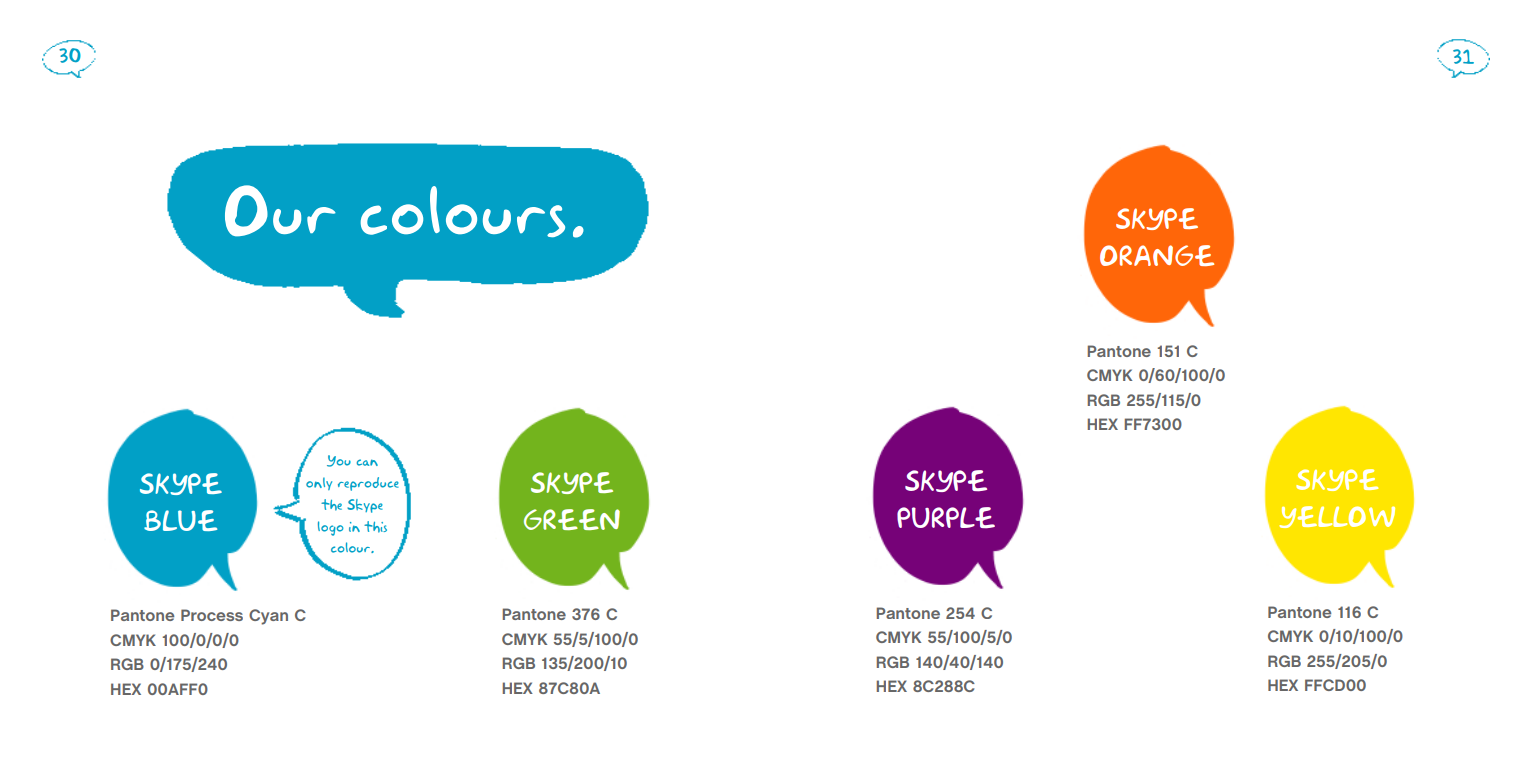 30
31
Our colours.
SKYPE
ORANGE
Pantone 151 C
CMYK 0/60/100/0
RGB 255/115/0
HEX FF7300
SKYPE
BLUE
You can
only reproduce
the Skype
logo in this
colour.
Pantone Process Cyan C
CMYK 100/0/0/0
RGB 0/175/240
HEX 00AFF0
SKYPE
GREEN
Pantone 376 C
CMYK 55/5/100/0
RGB 135/200/10
HEX 87C80A
SKYPE
PURPLE
Pantone 254 C
CMYK 55/100/5/0
RGB 140/40/140
HEX 8C288C
SKYPE
YELLOW
Pantone 116 C
CMYK 0/10/100/0
RGB 255/205/0
HEX FFCD00